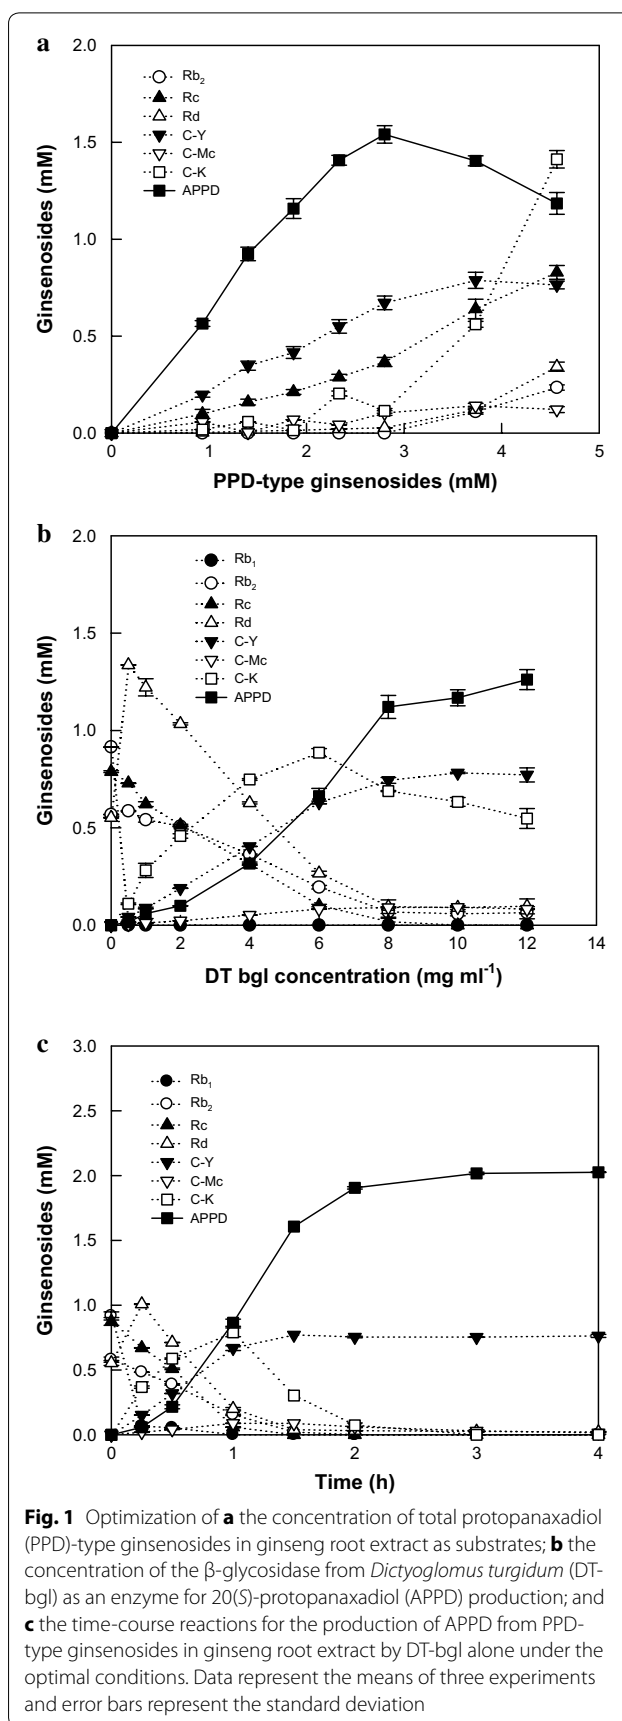 a
2.0
1.5
1.0
0.5
0.0
Ginsenosides (mM)
Rb₂
Rc
Rd
C-Y
C-Mc
C-K
APPD
0 1 2 3 4 5
PPD-type ginsenosides (mM)
b
2.0
1.5
1.0
0.5
0.0
Ginsenosides (mM)
Rb₁
Rb₂
Rc
Rd
C-Y
C-Mc
C-K
APPD
0 2 4 6 8 10 12 14
DT bgl concentration (mg ml⁻¹)
c
3.0
2.5
2.0
1.5
1.0
0.5
0.0
Ginsenosides (mM)
Rb₁
Rb₂
Rc
Rd
C-Y
C-Mc
C-K
APPD
0 1 2 3 4
Time (h)
Fig. 1 Optimization of a the concentration of total protopanaxadiol
(PPD)-type ginsenosides in ginseng root extract as substrates; b the
concentration of the β-glycosidase from Dictyoglomus turgidum (DT-
bgl) as an enzyme for 20(S)-protopanaxadiol (APPD) production; and
c the time-course reactions for the production of APPD from PPD-
type ginsenosides in ginseng root extract by DT-bgl alone under the
optimal conditions. Data represent the means of three experiments
and error bars represent the standard deviation